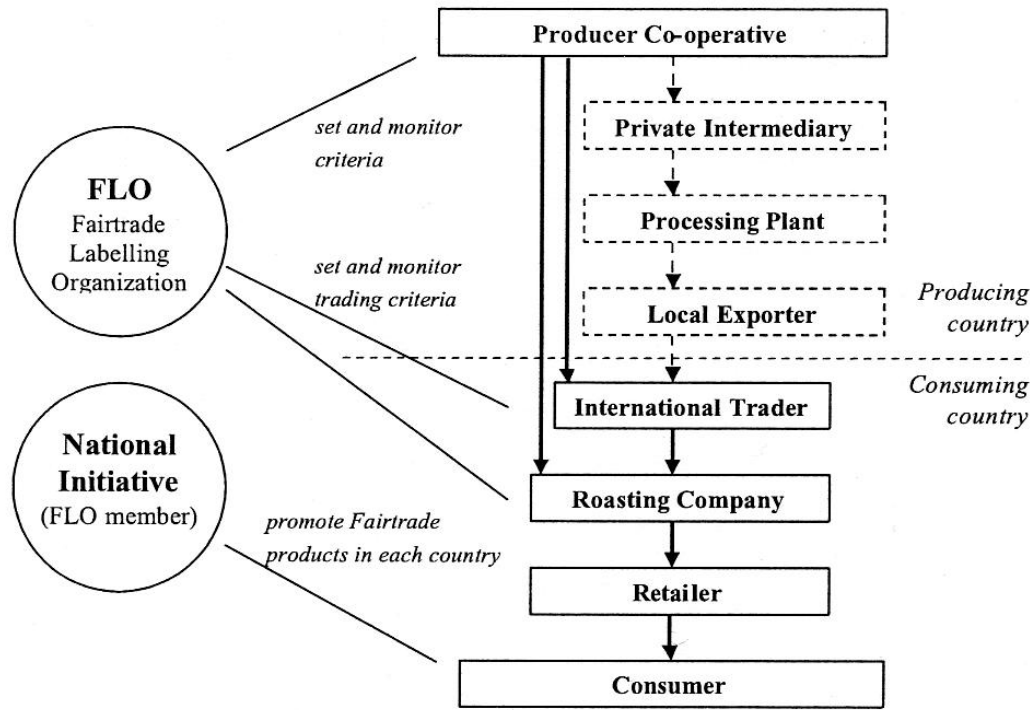 Producer Co-operative
set and monitor
criteria
Private Intermediary
FLO
Fairtrade
Labelling
Organization
Processing Plant
set and monitor
trading criteria
Local Exporter
Producing
country
Consuming
country
International Trader
National
Initiative
(FLO member)
Roasting Company
promote Fairtrade
products in each country
Retailer
Consumer